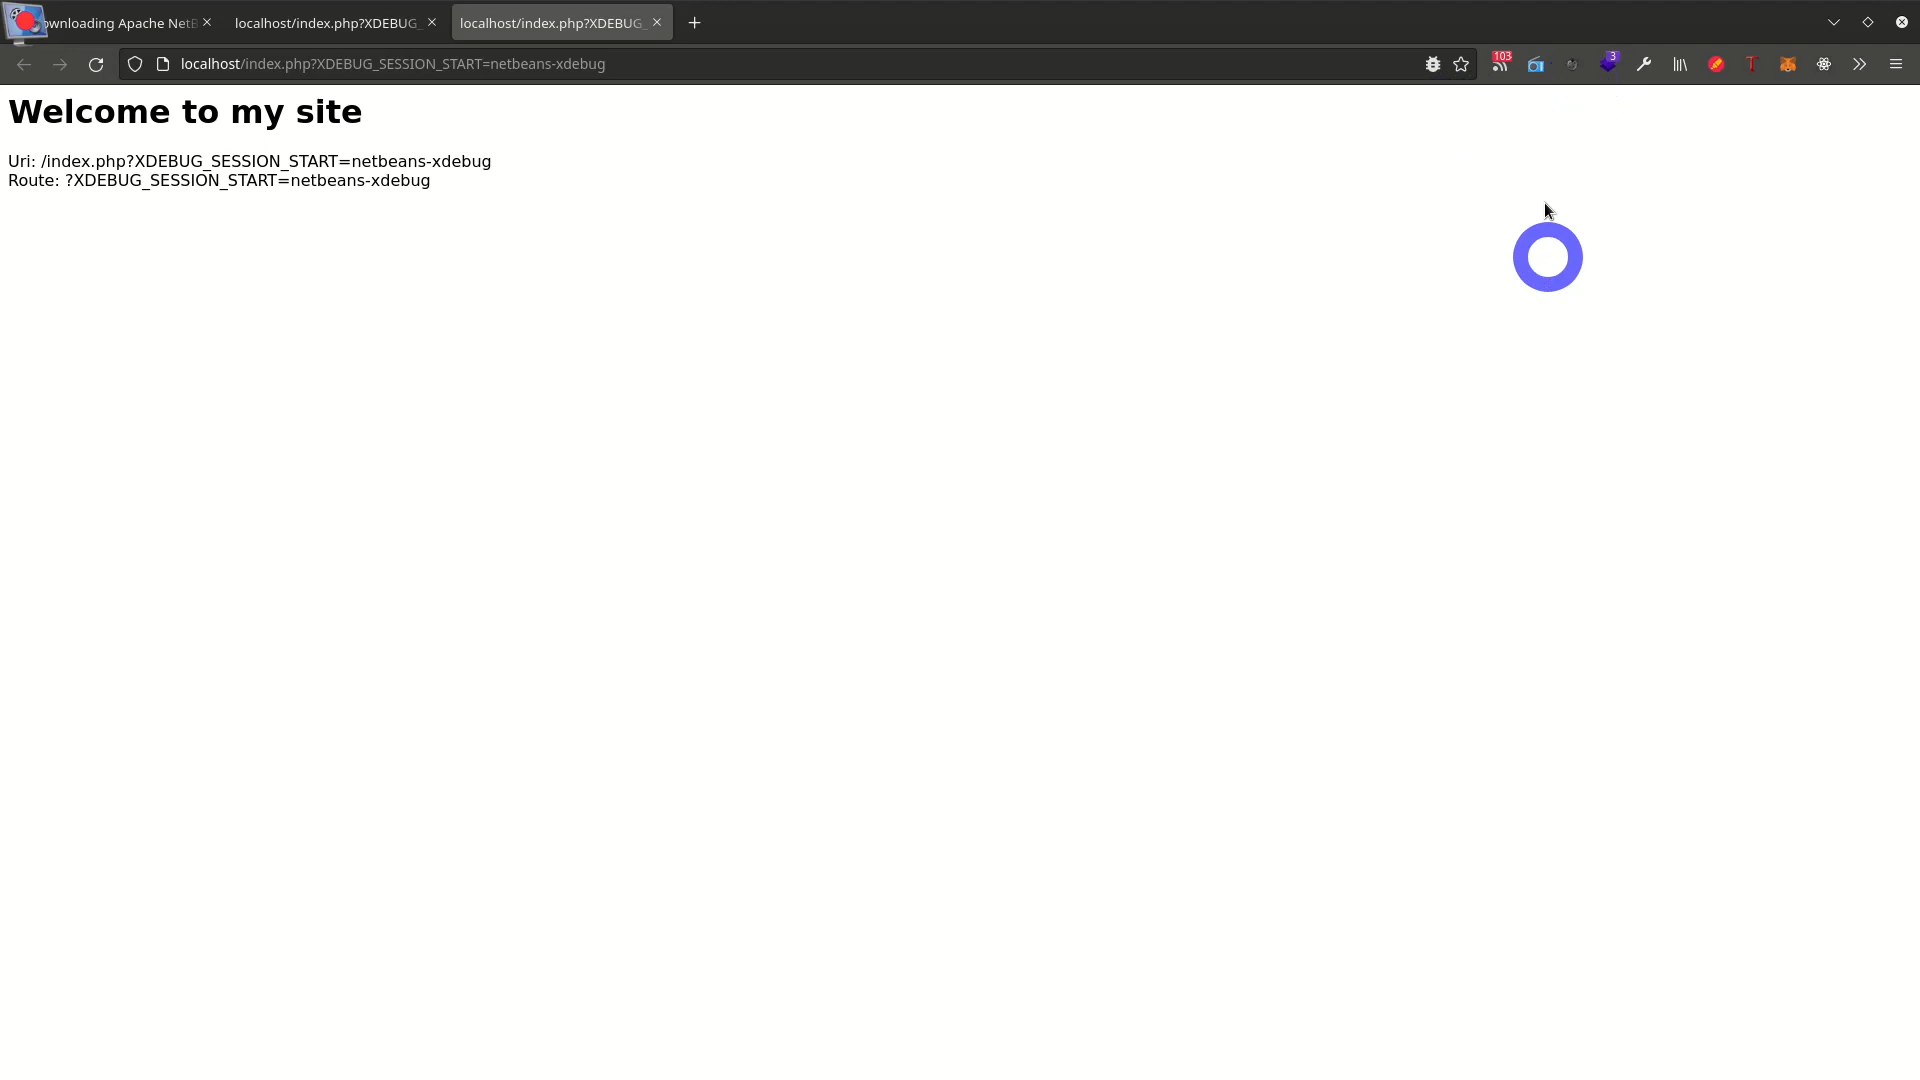 ownloading Apache NetB
localhost/index.php?XDEBUG_
localhost/index.php?XDEBUG_
localhost/index.php?XDEBUG_SESSION_START=netbeans-xdebug
103
3
Welcome to my site
Uri: /index.php?XDEBUG_SESSION_START=netbeans-xdebug
Route: ?XDEBUG_SESSION_START=netbeans-xdebug